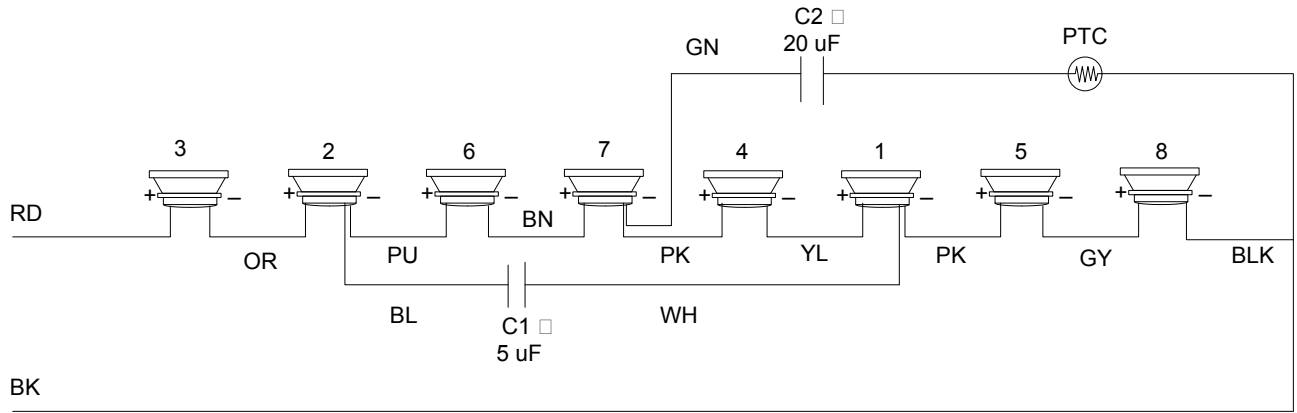 C2 □
20 uF
GN
PTC
3 2 6 7 4 1 5 8
+ – + – + – + – + – + – + – + –
RD
BN
OR PU PK YL PK GY BLK
BL WH
C1 □
5 uF
BK